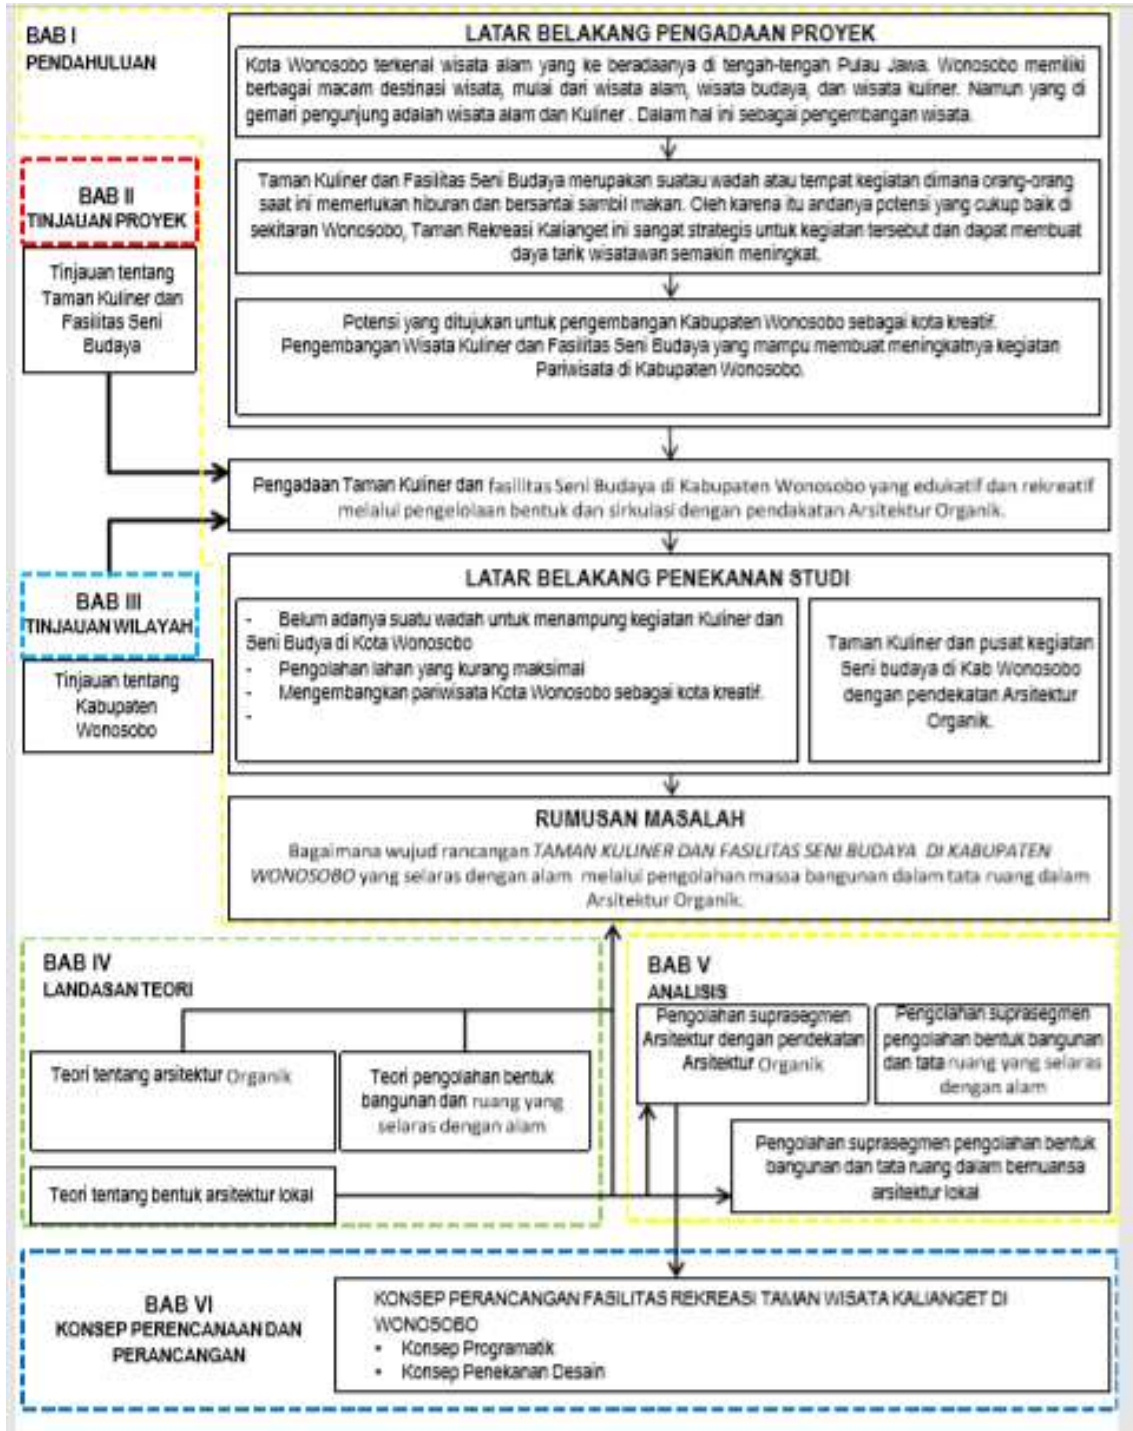 BAB I
PENDAHULUAN
LATAR BELAKANG PENGADAAN PROYEK
Kota Wonosobo terkenal wisata alam yang ke beradaanya di tengah-tengah Pulau Jawa. Wonosobo memiliki
berbagai macam destinasi wisata, mulai dari wisata alam, wisata budaya, dan wisata kuliner. Namun yang di
gemari pengunjung adalah wisata alam dan Kuliner . Dalam hal ini sebagai pengembangan wisata.
Taman Kuliner dan Fasilitas Seni Budaya merupakan suatau wadah atau tempat kegiatan dimana orang-orang
saat ini memerlukan hiburan dan bersantai sambil makan. Oleh karena itu andanya potensi yang cukup baik di
sekitaran Wonosobo, Taman Rekreasi Kalianget ini sangat strategis untuk kegiatan tersebut dan dapat membuat
daya tarik wisatawan semakin meningkat.
Potensi yang ditujukan untuk pengembangan Kabupaten Wonosobo sebagai kota kreatif.
Pengembangan Wisata Kuliner dan Fasilitas Seni Budaya yang mampu membuat meningkatnya kegiatan
Pariwisata di Kabupaten Wonosobo.
BAB II
TINJAUAN PROYEK
Tinjauan tentang
Taman Kuliner dan
Fasilitas Seni
Budaya
Pengadaan Taman Kuliner dan fasilitas Seni Budaya di Kabupaten Wonosobo yang edukatif dan rekreatif
melalui pengelolaan bentuk dan sirkulasi dengan pendakatan Arsitektur Organik.
BAB III
TINJAUAN WILAYAH
Tinjauan tentang
Kabupaten
Wonosobo
LATAR BELAKANG PENEKANAN STUDI
- Belum adanya suatu wadah untuk menampung kegiatan Kuliner dan
Seni Budya di Kota Wonosobo
- Pengolahan lahan yang kurang maksimal
- Mengembangkan pariwisata Kota Wonosobo sebagai kota kreatif.
-
Taman Kuliner dan pusat kegiatan
Seni budaya di Kab Wonosobo
dengan pendekatan Arsitektur
Organik.
RUMUSAN MASALAH
Bagaimana wujud rancangan TAMAN KULINER DAN FASILITAS SENI BUDAYA DI KABUPATEN
WONOSOBO yang selaras dengan alam melalui pengolahan massa bangunan dalam tata ruang dalam
Arsitektur Organik.
BAB IV
LANDASAN TEORI
Teori tentang arsitektur Organik
Teori pengolahan bentuk
bangunan dan ruang yang
selaras dengan alam
Teori tentang bentuk arsitektur lokal
BAB V
ANALISIS
Pengolahan suprasegmen
Arsitektur dengan pendekatan
Arsitektur Organik
Pengolahan suprasegmen
pengolahan bentuk bangunan
dan tata ruang yang selaras
dengan alam
Pengolahan suprasegmen pengolahan bentuk
bangunan dan tata ruang dalam bernuansa
arsitektur lokal
BAB VI
KONSEP PERENCANAAN DAN
PERANCANGAN
KONSEP PERANCANGAN FASILITAS REKREASI TAMAN WISATA KALIANGET DI
WONOSOBO
• Konsep Programatik
• Konsep Penekanan Desain